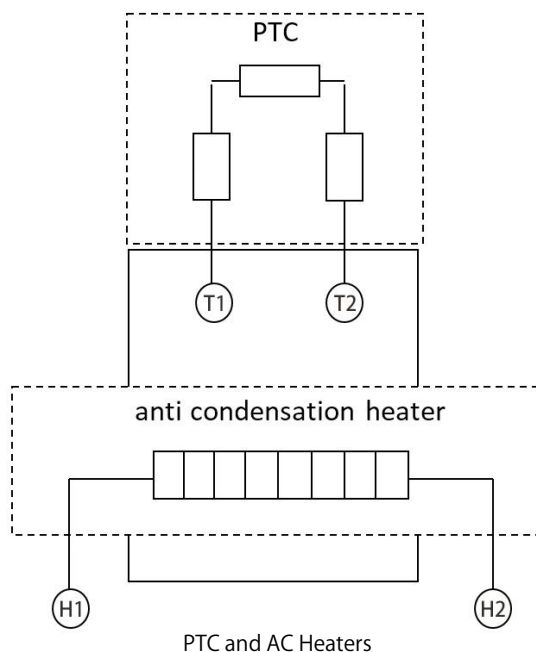 PTC
T1 T2
anti condensation heater
H1 H2
PTC and AC Heaters